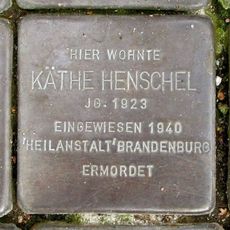 HIER WOHNTE
KÄTHE HENSCHEL
JG. 1923
EINGEWIESEN 1940
'HEILANSTALT' BRANDENBURG
ERMORDET